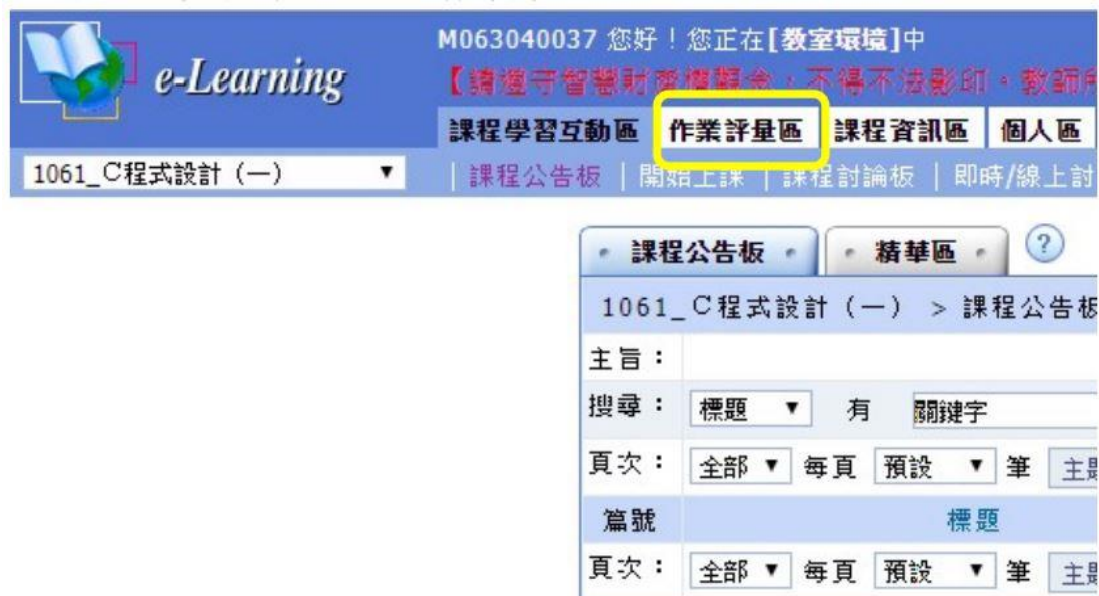 M063040037 您好！您正在[教室環境]中
e-Learning
【請遵守智慧財產權觀念，不得不法影印。教師所
課程學習互動區 作業評量區 課程資訊區 個人區
1061_C程式設計（一） ▼
｜課程公告板｜開始上課｜課程討論板｜即時/線上討
課程公告板 精華區 ?
1061_C程式設計（一） > 課程公告板
主旨：
搜尋： 標題 ▼ 有 關鍵字
頁次： 全部 ▼ 每頁 預設 ▼ 筆 主題
篇號 標題
頁次： 全部 ▼ 每頁 預設 ▼ 筆 主題